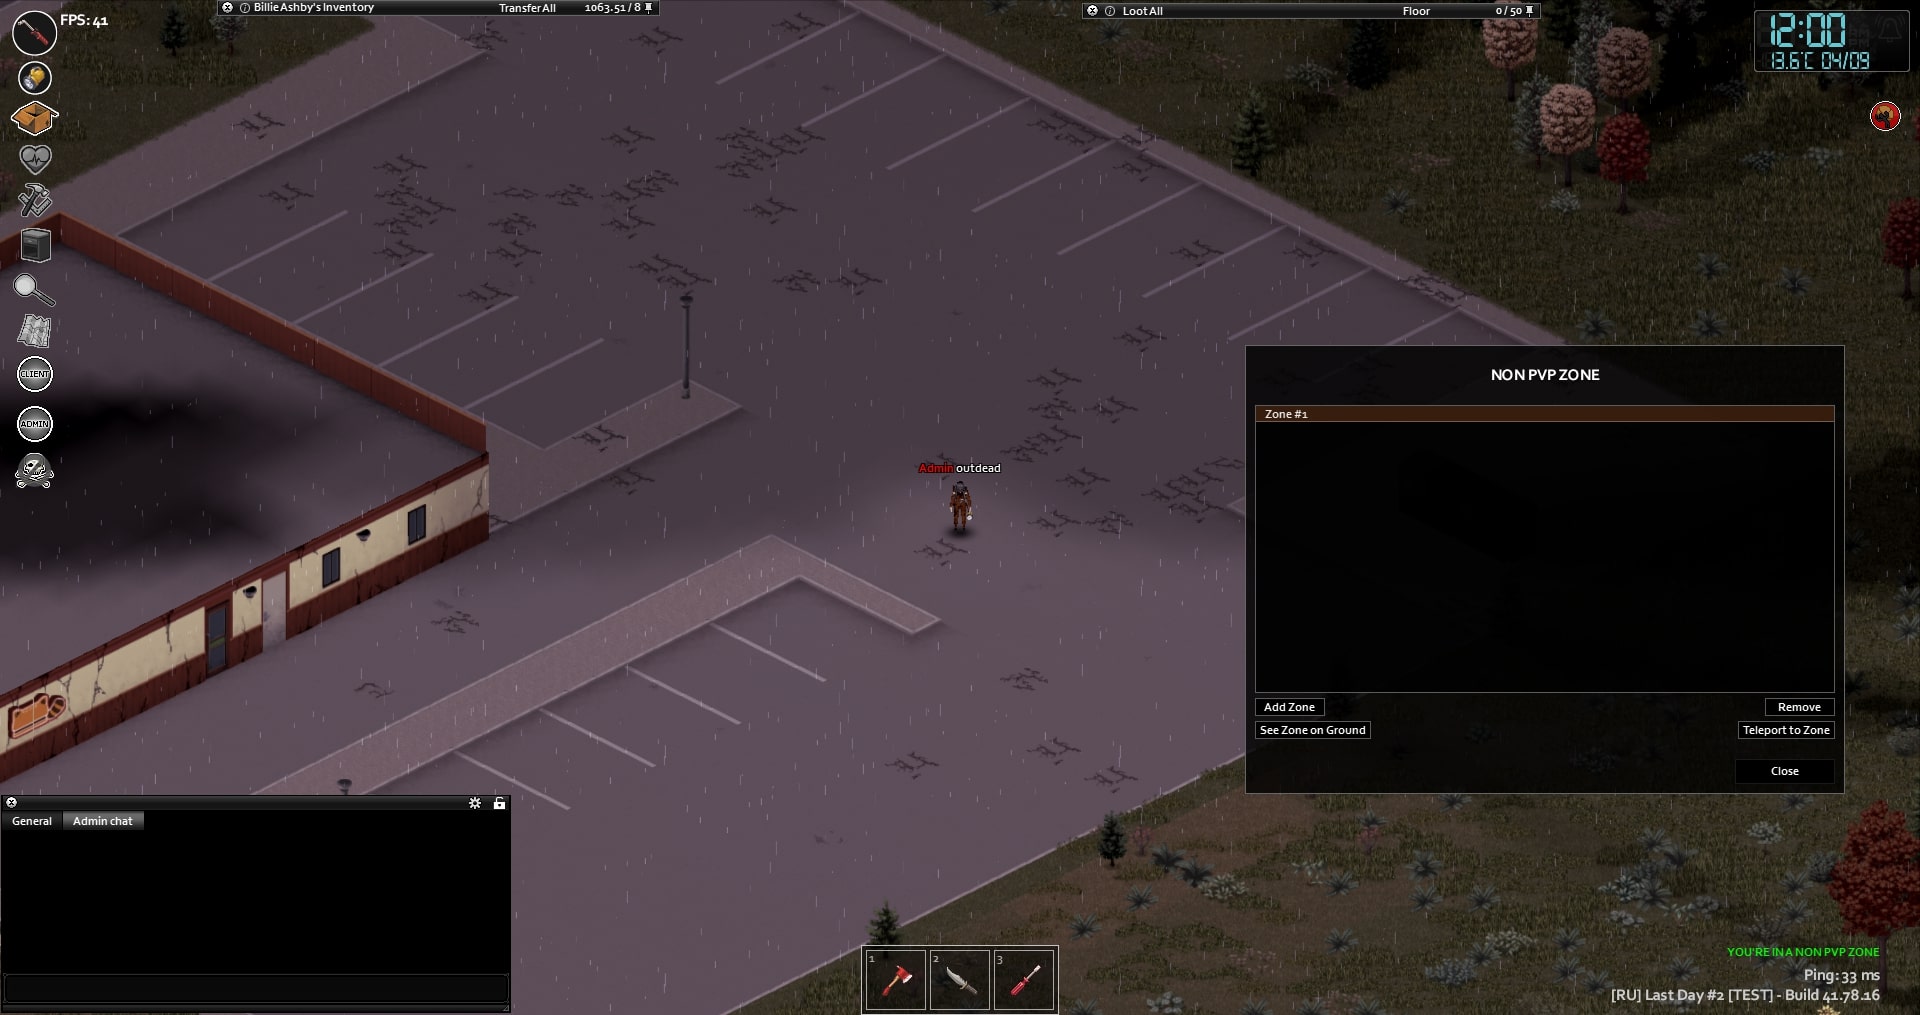 FPS: 41
Billie Ashby's Inventory Transfer All 1063.51 / 8
Loot All Floor 0 / 50
12:00
13.6°C 04/09
CLIENT
ADMIN
Admin outdead
NON PVP ZONE
Zone #1
Add Zone Remove
See Zone on Ground Teleport to Zone
Close
General Admin chat
1 2 3
YOU'RE IN A NON PVP ZONE
Ping: 33 ms
[RU] Last Day #2 [TEST] - Build 41.78.16